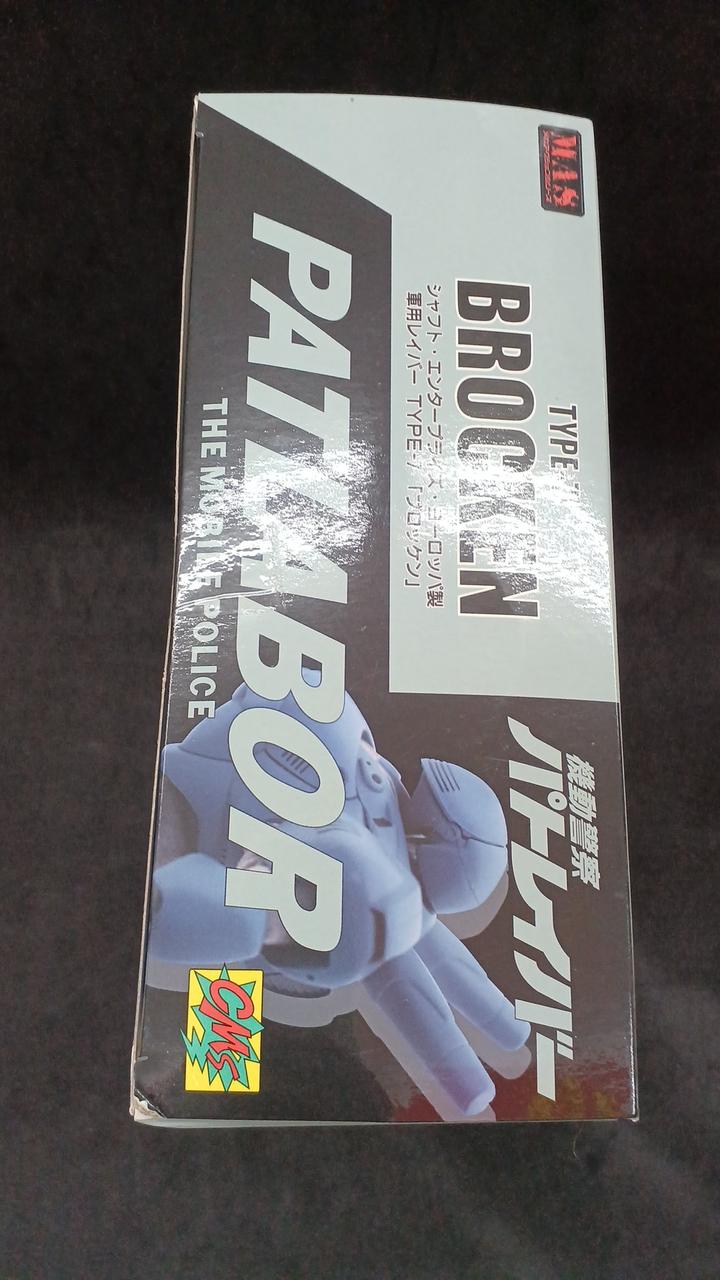 MAS
TYPE-7
BROCKEN
シャフト・エンタープライズ・ヨーロッパ製
軍用レイバー TYPE-7 「ブロッケン」
機動警察
パトレイバー
PATLABOR
THE MOBILE POLICE
CMs